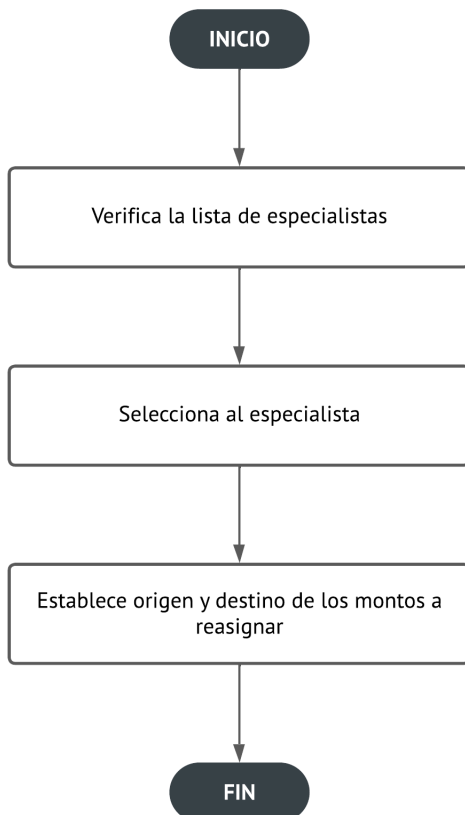 INICIO
Verifica la lista de especialistas
Selecciona al especialista
Establece origen y destino de los montos a
reasignar
FIN